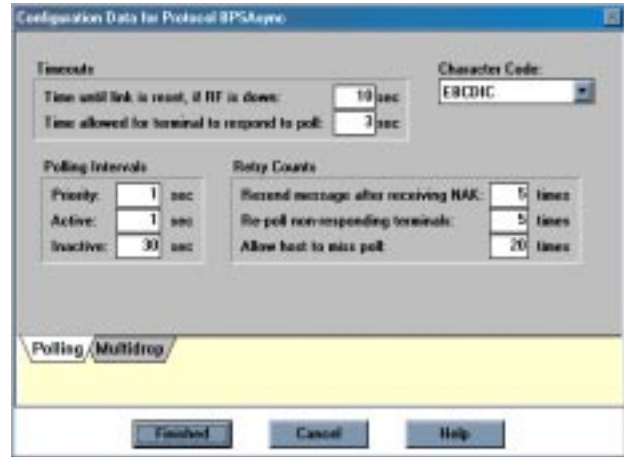 Configuration Data for Protocol BPSAsync
Timeouts
Time until link is reset, if RF is down: 10 sec
Time allowed for terminal to respond to poll: 3 sec
Character Code:
EBCDIC
Polling Intervals
Priority: 1 sec
Active: 1 sec
Inactive: 30 sec
Retry Counts
Resend message after receiving NAK: 5 times
Re-poll non-responding terminals: 5 times
Allow host to miss poll: 20 times
Polling Multidrop
Finished Cancel Help